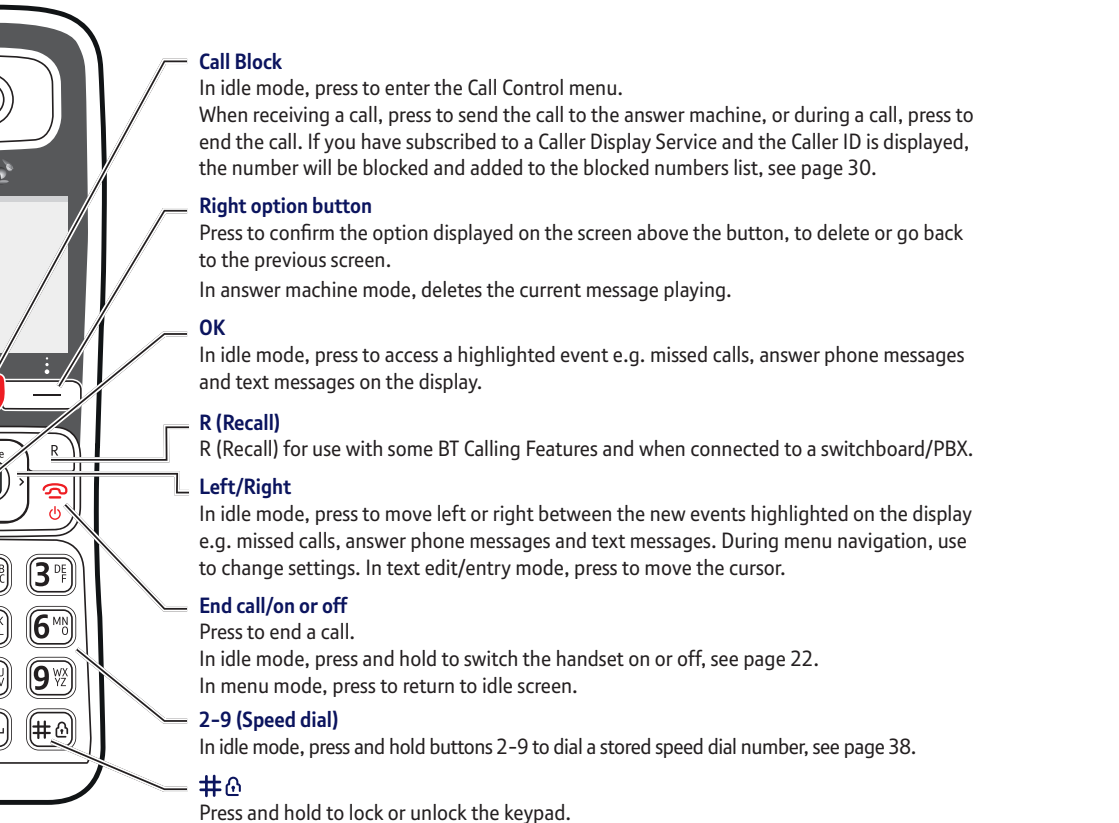 Call Block
In idle mode, press to enter the Call Control menu.
When receiving a call, press to send the call to the answer machine, or during a call, press to
end the call. If you have subscribed to a Caller Display Service and the Caller ID is displayed,
the number will be blocked and added to the blocked numbers list, see page 30.
Right option button
Press to confirm the option displayed on the screen above the button, to delete or go back
to the previous screen.
In answer machine mode, deletes the current message playing.
OK
In idle mode, press to access a highlighted event e.g. missed calls, answer phone messages
and text messages on the display.
R (Recall)
R (Recall) for use with some BT Calling Features and when connected to a switchboard/PBX.
Left/Right
In idle mode, press to move left or right between the new events highlighted on the display
e.g. missed calls, answer phone messages and text messages. During menu navigation, use
to change settings. In text edit/entry mode, press to move the cursor.
End call/on or off
Press to end a call.
In idle mode, press and hold to switch the handset on or off, see page 22.
In menu mode, press to return to idle screen.
2-9 (Speed dial)
In idle mode, press and hold buttons 2-9 to dial a stored speed dial number, see page 38.
#
Press and hold to lock or unlock the keypad.
R
3 DEF
6 MNO
9 WXYZ
#